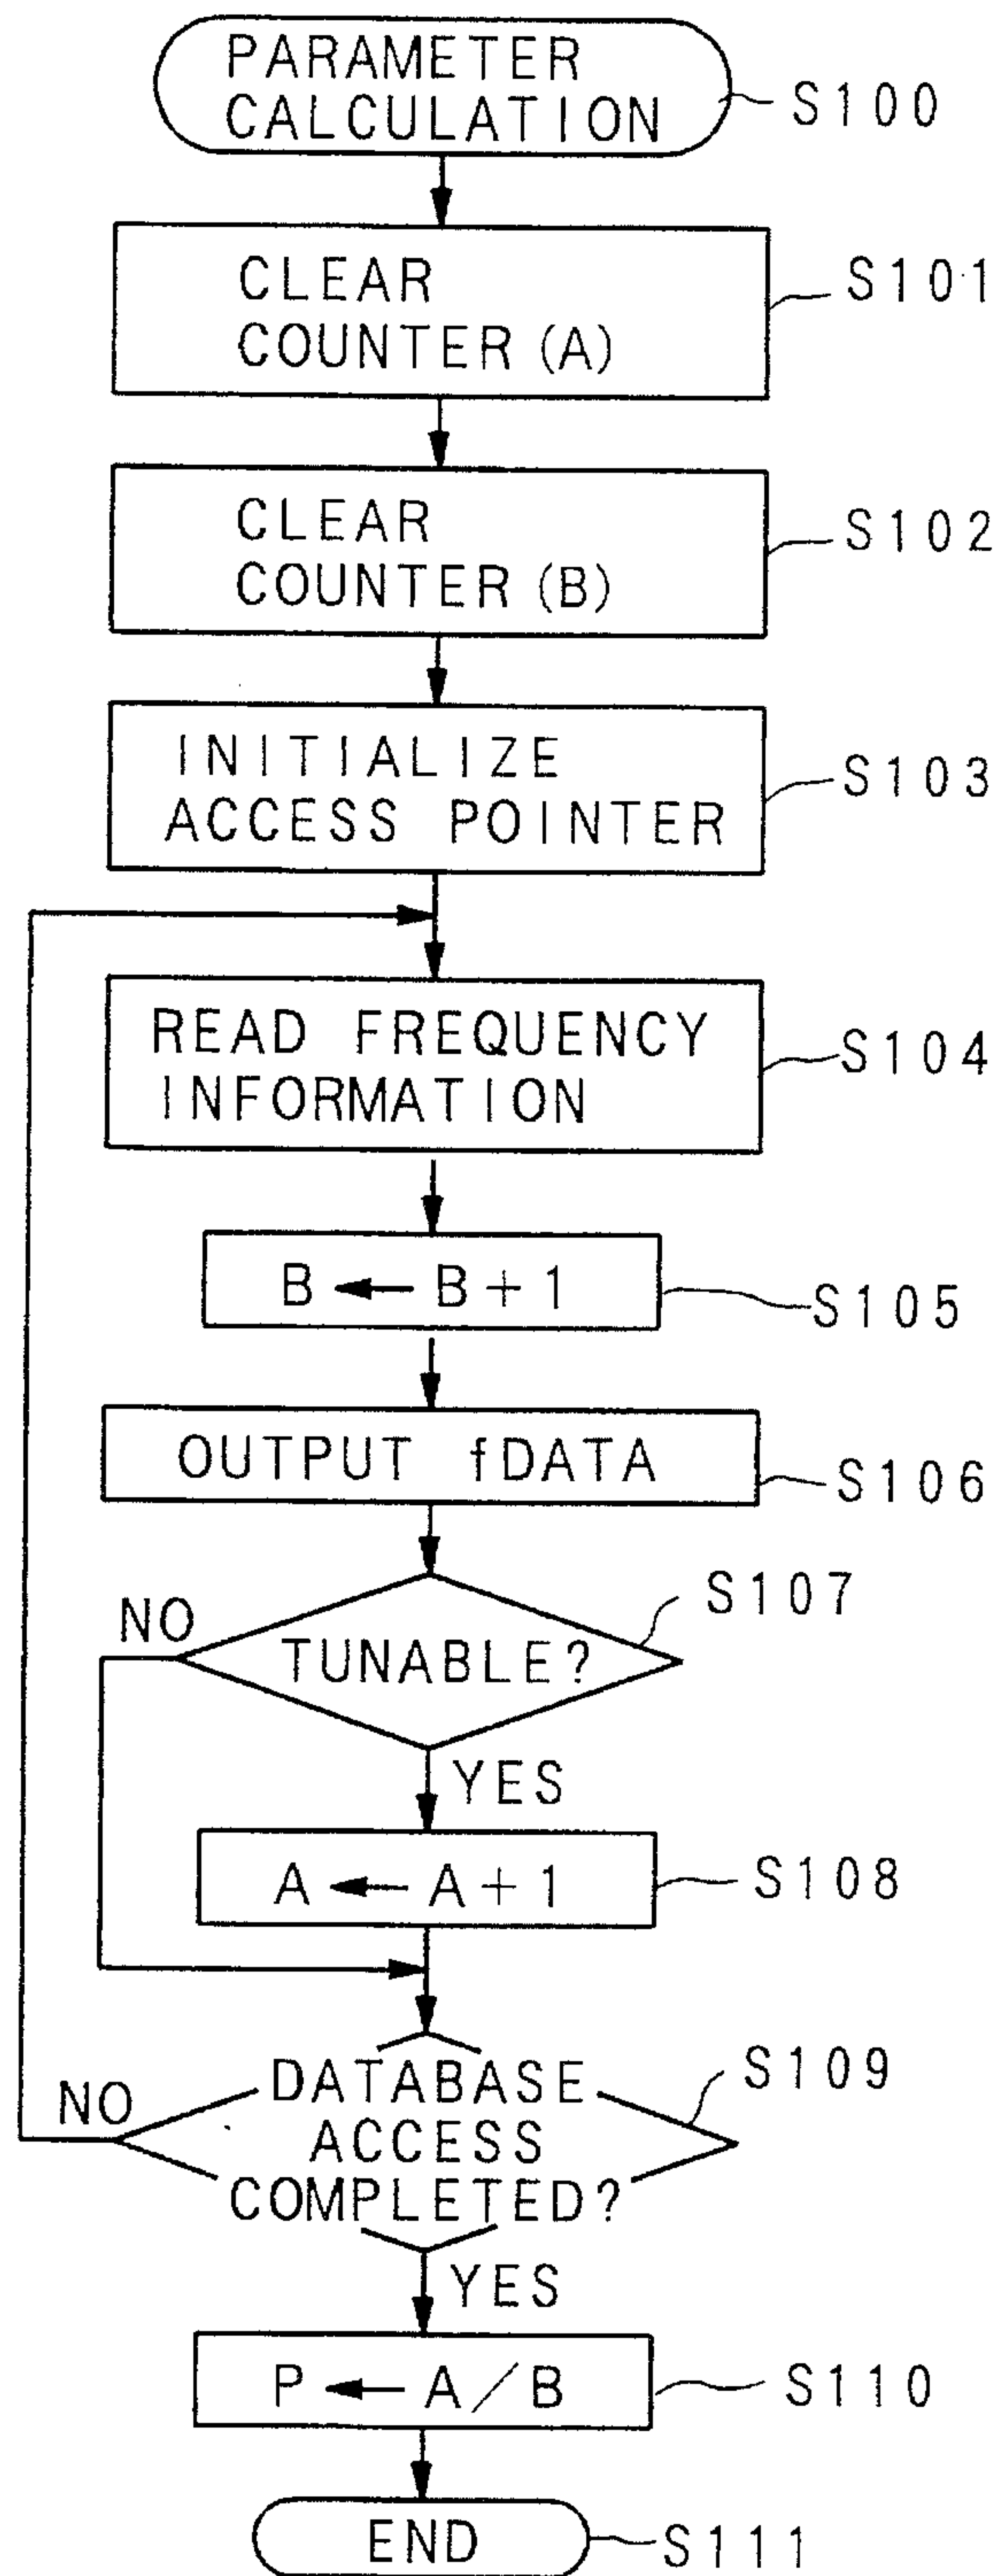 PARAMETER
CALCULATION
S100
CLEAR
COUNTER (A)
S101
CLEAR
COUNTER (B)
S102
INITIALIZE
ACCESS POINTER
S103
READ FREQUENCY
INFORMATION
S104
B ← B + 1
S105
OUTPUT fDATA
S106
TUNABLE?
S107
NO
YES
A ← A + 1
S108
DATABASE
ACCESS
COMPLETED?
S109
NO
YES
P ← A / B
S110
END
S111